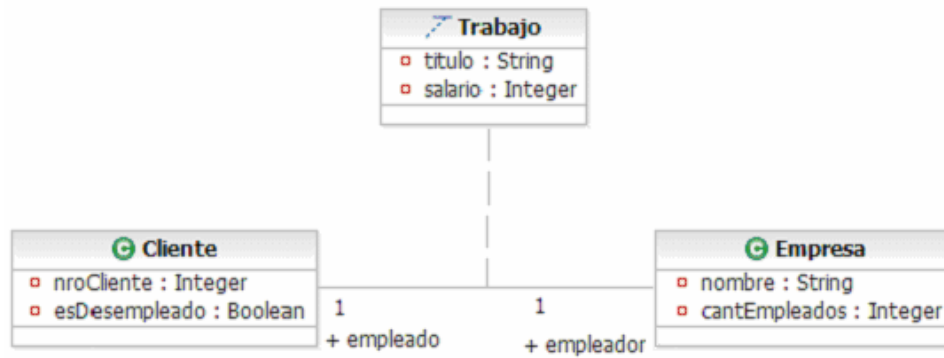 Trabajo
titulo : String
salario : Integer
Cliente
nroCliente : Integer
esDesempleado : Boolean
1
+ empleado
1
+ empleador
C Empresa
nombre : String
cantEmpleados : Integer